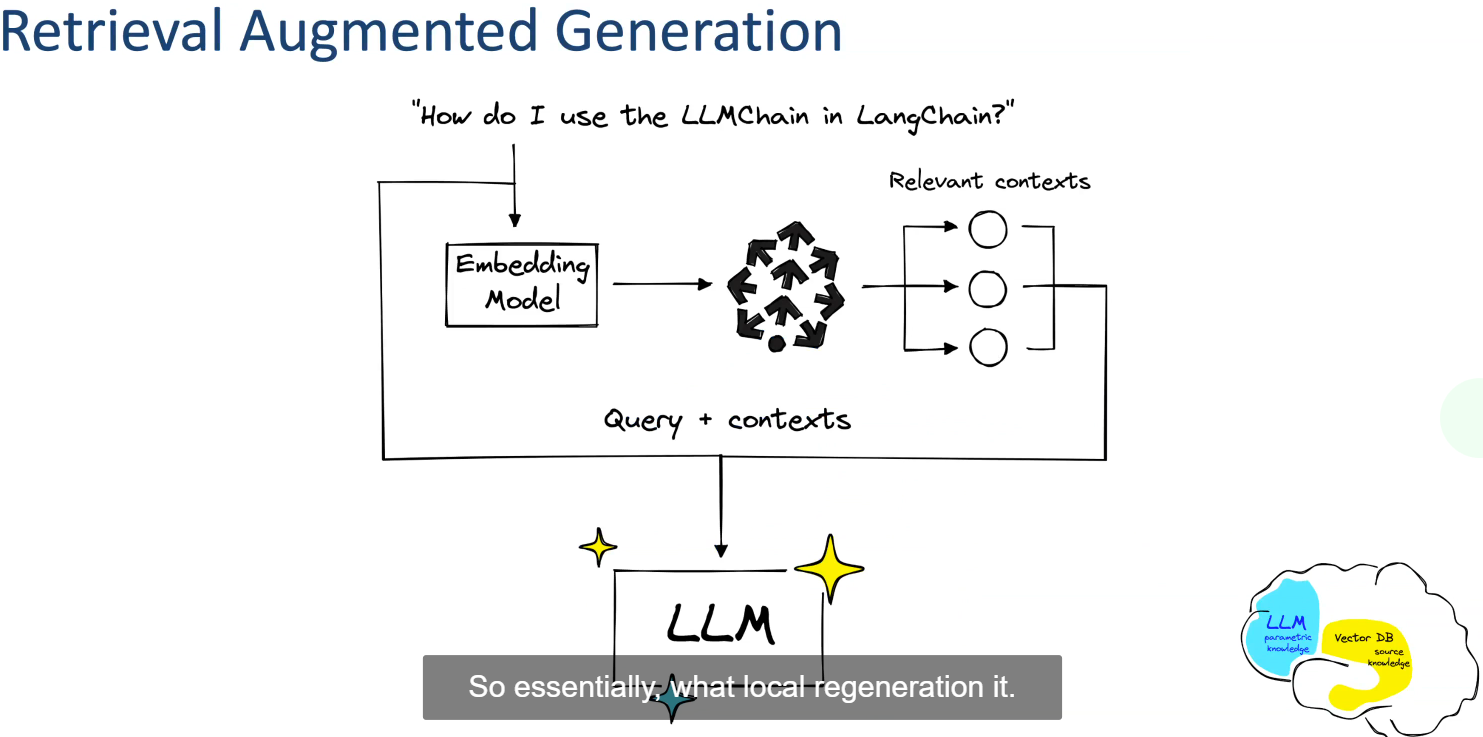 Retrieval Augmented Generation
"How do I use the LLMChain in LangChain?"
Relevant contexts
Embedding
Model
Query + contexts
LLM
So essentially, what local regeneration it.
LLM
parametric
knowledge
Vector DB
source
knowledge